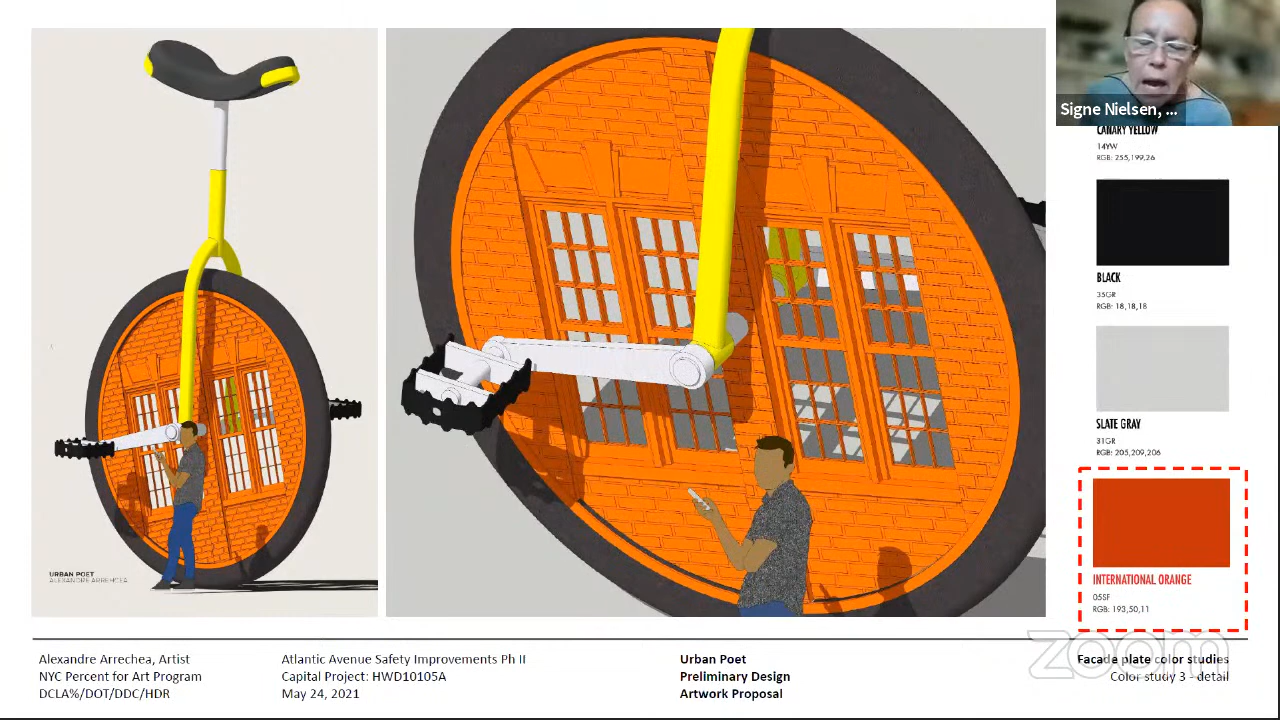 Signe Nielsen, ...
CANARY YELLOW
14YW
RGB: 255,199,26
BLACK
35GR
RGB: 18,18,18
SLATE GRAY
31GR
RGB: 205,209,206
INTERNATIONAL ORANGE
05SF
RGB: 193,50,11
URBAN POET
ALEXANDRE ARRECHEA
zoom
Alexandre Arrechea, Artist
NYC Percent for Art Program
DCLA%/DOT/DDC/HDR
Atlantic Avenue Safety Improvements Ph II
Capital Project: HWD10105A
May 24, 2021
Urban Poet
Preliminary Design
Artwork Proposal
Facade plate color studies
Color study 3 - detail